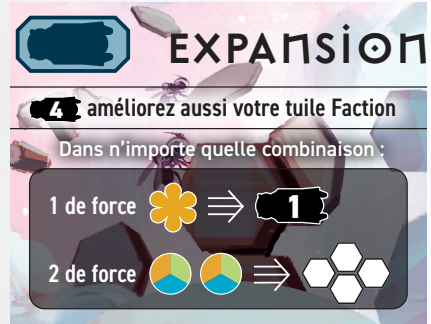 EXPANSION
4 améliorez aussi votre tuile Faction
Dans n'importe quelle combinaison :
1 de force 1
2 de force